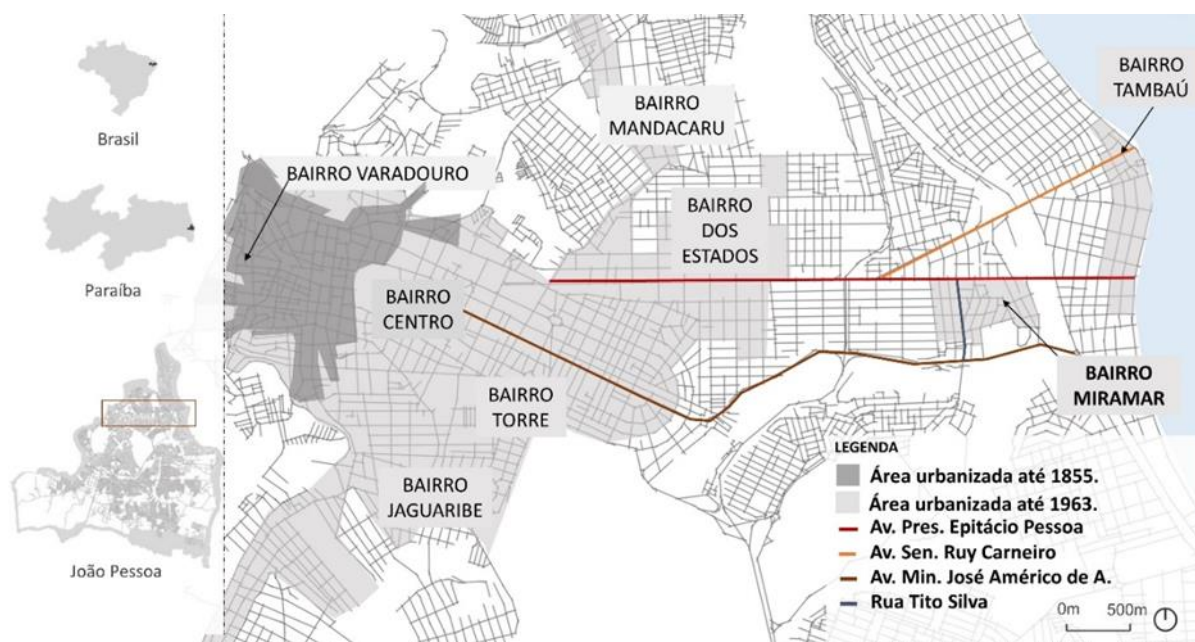 Brasil
Paraíba
João Pessoa
BAIRRO
TAMBAÚ
BAIRRO
MANDACARU
BAIRRO VARADOURO
BAIRRO
DOS
ESTADOS
BAIRRO
CENTRO
BAIRRO
MIRAMAR
BAIRRO
TORRE
BAIRRO
JAGUARIBE
LEGENDA
Área urbanizada até 1855.
Área urbanizada até 1963.
Av. Pres. Epitácio Pessoa
Av. Sen. Ruy Carneiro
Av. Min. José Américo de A.
Rua Tito Silva
0m 500m